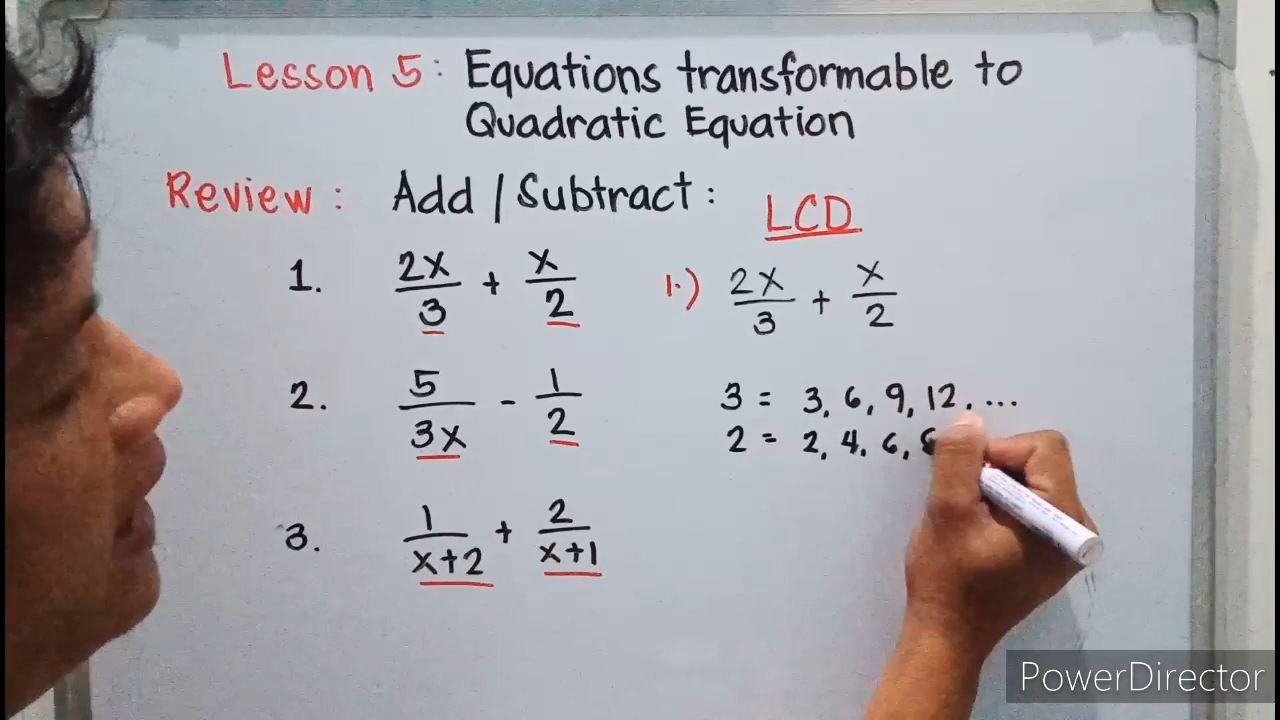 Lesson 5: Equations transformable to
Quadratic Equation
Review: Add / Subtract:
LCD
1. 2x/3 + x/2
1.) 2x/3 + x/2
2. 5/3x - 1/2
3 = 3, 6, 9, 12, ...
2 = 2, 4, 6, 8
3. 1/x+2 + 2/x+1
PowerDirector